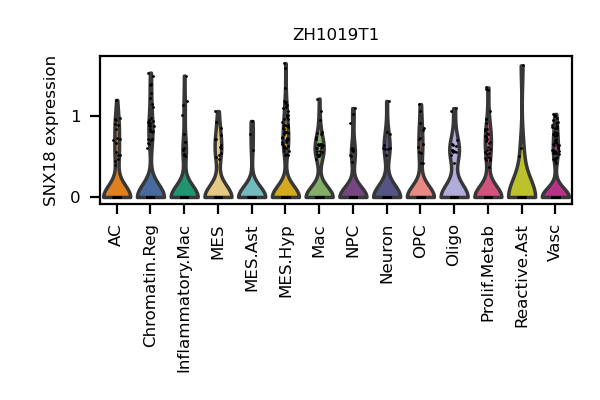 ZH1019T1
SNX18 expression
1
0
AC
Chromatin.Reg
Inflammatory.Mac
MES
MES.Ast
MES.Hyp
Mac
NPC
Neuron
OPC
Oligo
Prolif.Metab
Reactive.Ast
Vasc